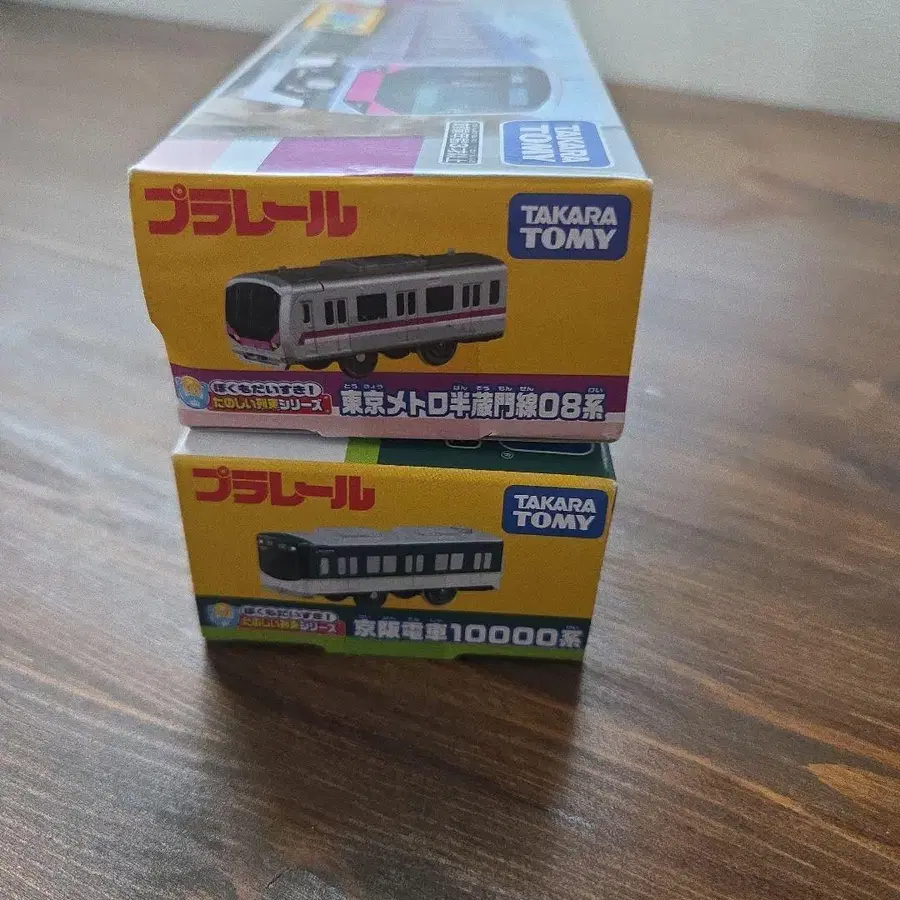 TAKARA
TOMY
プラレール
TAKARA
TOMY
ぼくもだいすき!
たのしい列車シリーズ
とうきょう はんぞうもんせん けい
東京メトロ半蔵門線08系
プラレール
TAKARA
TOMY
ぼくもだいすき!
たのしい列車シリーズ
京阪電車10000系